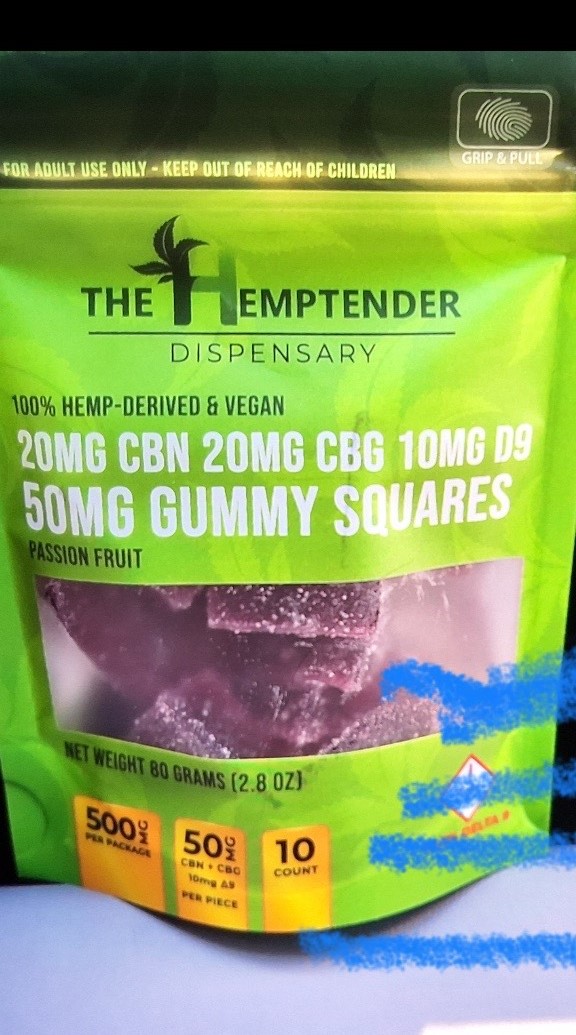 GRIP & PULL
FOR ADULT USE ONLY - KEEP OUT OF REACH OF CHILDREN
THE HEMPTENDER
DISPENSARY
100% HEMP-DERIVED & VEGAN
20MG CBN 20MG CBG 10MG D9
50MG GUMMY SQUARES
PASSION FRUIT
NET WEIGHT 80 GRAMS (2.8 OZ)
500MG
PER PACKAGE
50MG
CBN + CBG
10mg Δ9
PER PIECE
10
COUNT
DELTA 9